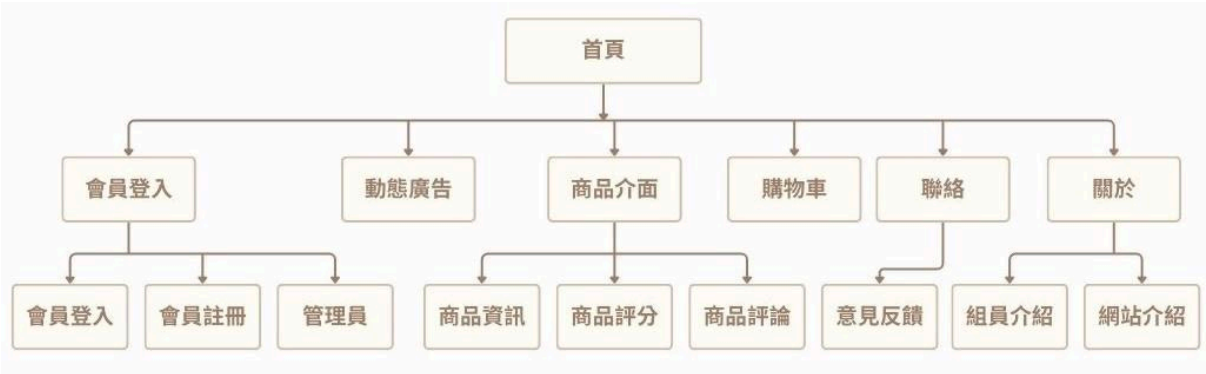 首頁
會員登入
動態廣告
商品介面
購物車
聯絡
關於
會員登入
會員註冊
管理員
商品資訊
商品評分
商品評論
意見反饋
組員介紹
網站介紹